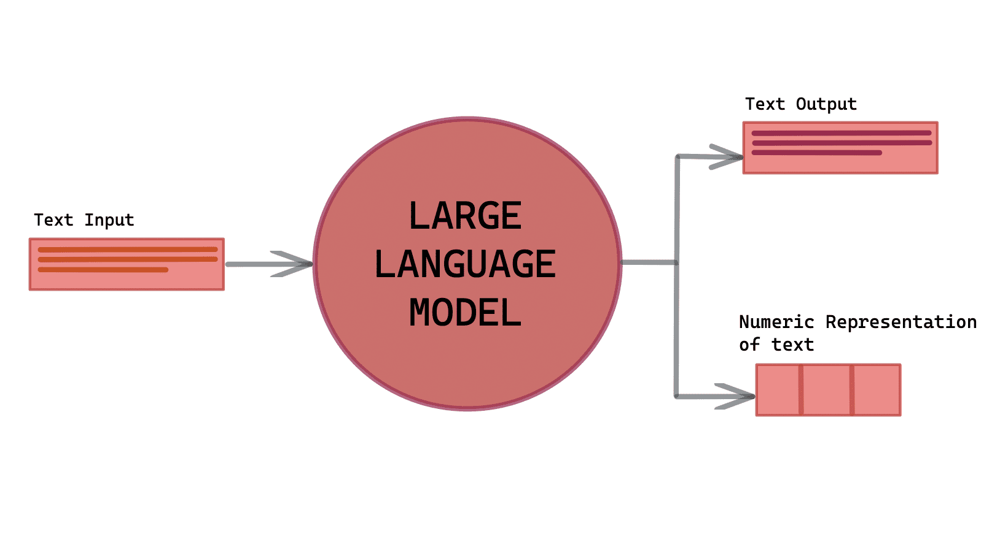 Text Input
LARGE
LANGUAGE
MODEL
Text Output
Numeric Representation
of text